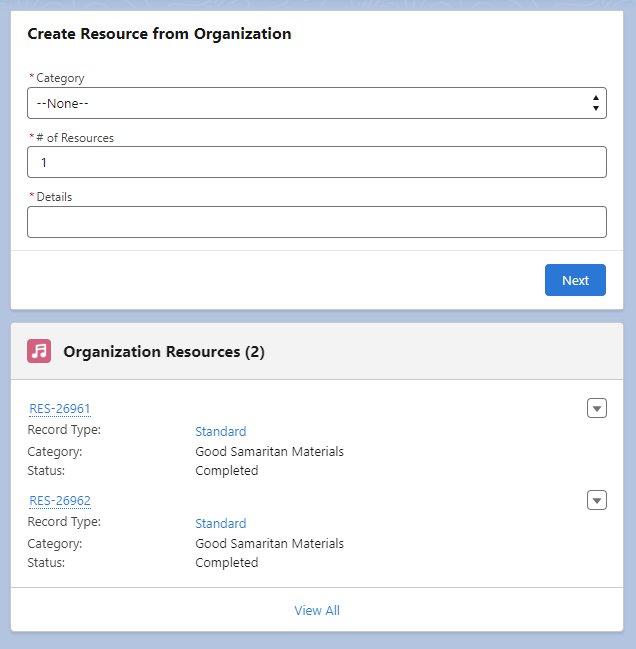 Create Resource from Organization
*Category
--None--
*# of Resources
1
*Details
Next
Organization Resources (2)
RES-26961
Record Type: Standard
Category: Good Samaritan Materials
Status: Completed
RES-26962
Record Type: Standard
Category: Good Samaritan Materials
Status: Completed
View All